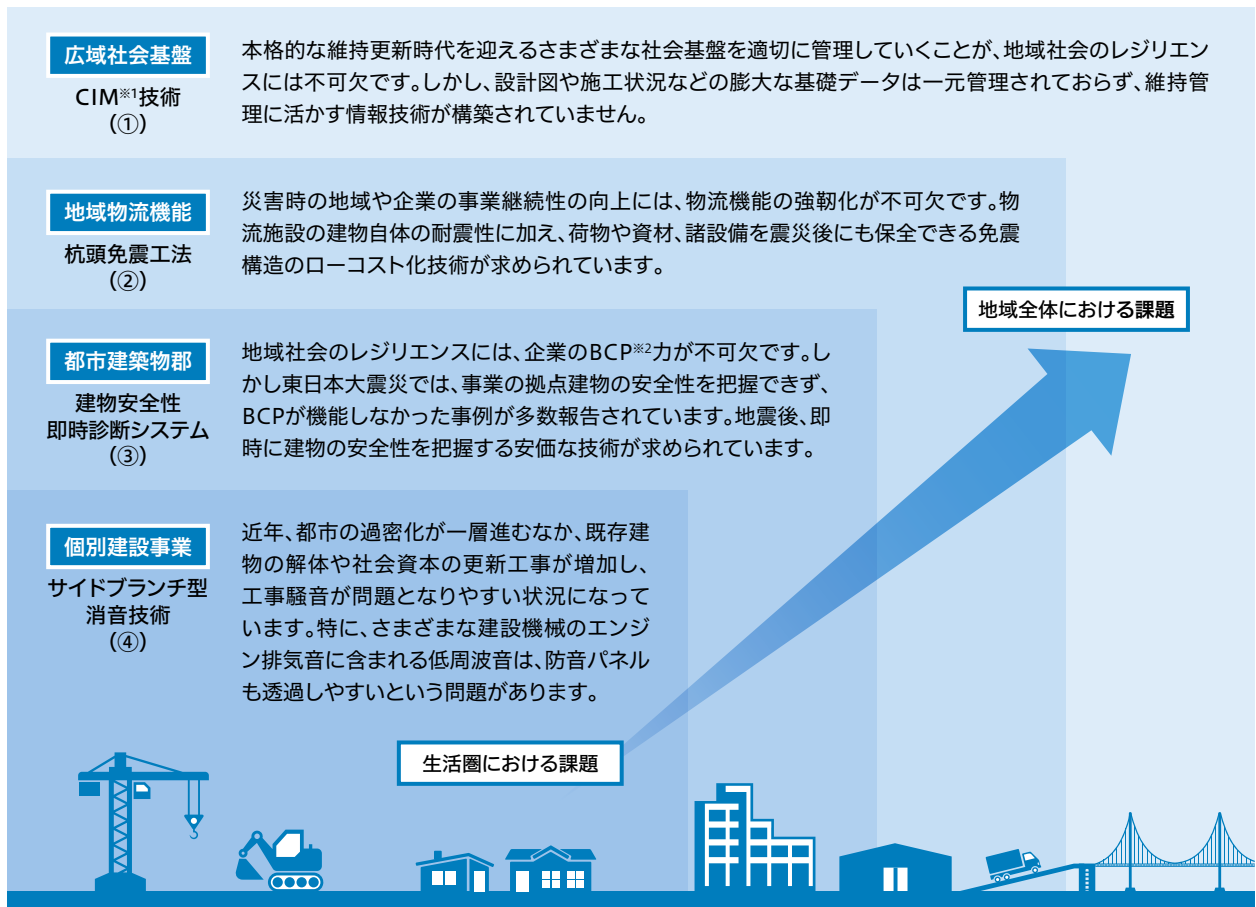 広域社会基盤
CIM※1技術
(①)
本格的な維持更新時代を迎えるさまざまな社会基盤を適切に管理していくことが、地域社会のレジリエン
スには不可欠です。しかし、設計図や施工状況などの膨大な基礎データは一元管理されておらず、維持管
理に活かす情報技術が構築されていません。
地域物流機能
杭頭免震工法
(②)
災害時の地域や企業の事業継続性の向上には、物流機能の強靭化が不可欠です。物
流施設の建物自体の耐震性に加え、荷物や資材、諸設備を震災後にも保全できる免震
構造のローコスト化技術が求められています。
地域全体における課題
都市建築物郡
建物安全性
即時診断システム
(③)
地域社会のレジリエンスには、企業のBCP※2力が不可欠です。し
かし東日本大震災では、事業の拠点建物の安全性を把握できず、
BCPが機能しなかった事例が多数報告されています。地震後、即
時に建物の安全性を把握する安価な技術が求められています。
個別建設事業
サイドブランチ型
消音技術
(④)
近年、都市の過密化が一層進むなか、既存建
物の解体や社会資本の更新工事が増加し、
工事騒音が問題となりやすい状況になって
います。特に、さまざまな建設機械のエンジ
ン排気音に含まれる低周波音は、防音パネル
も透過しやすいという問題があります。
生活圏における課題